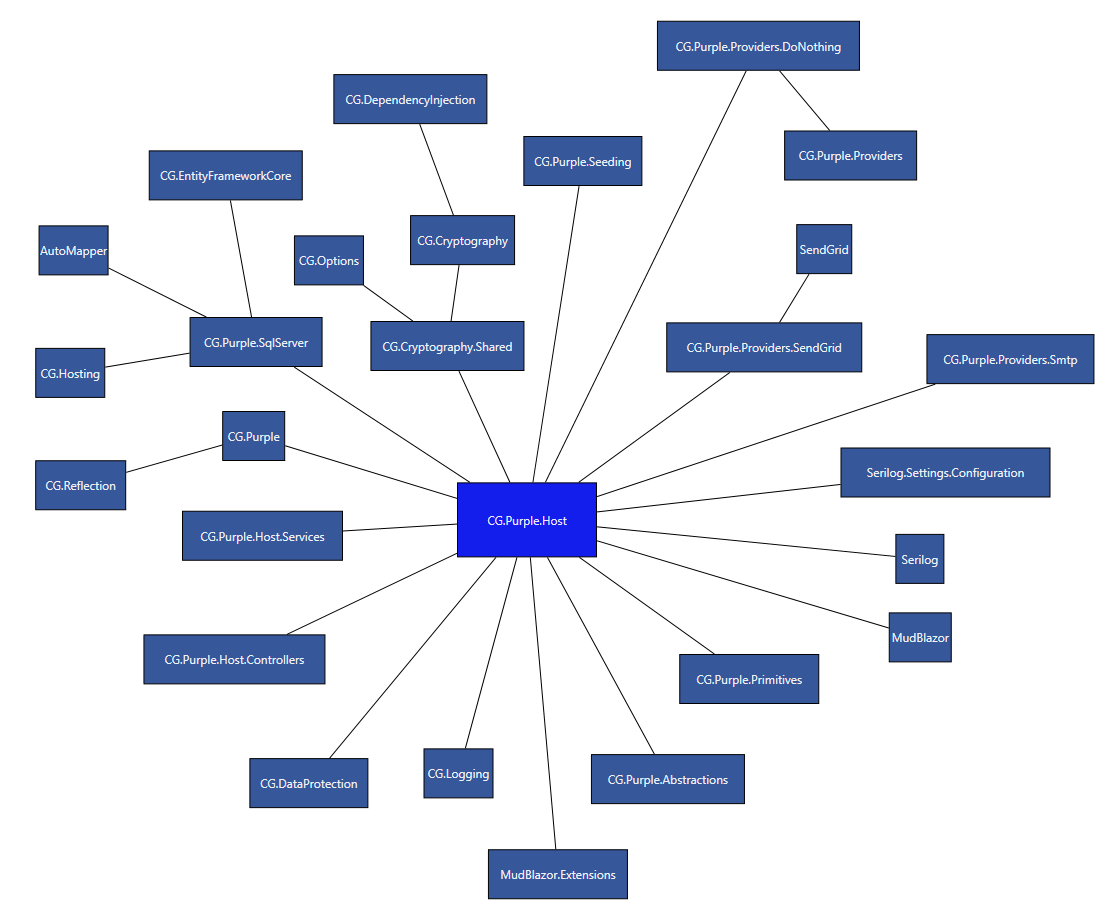 CG.Purple.Providers.DoNothing
CG.DependencyInjection
CG.Purple.Providers
CG.Purple.Seeding
CG.EntityFrameworkCore
CG.Cryptography
AutoMapper
SendGrid
CG.Options
CG.Purple.SqlServer
CG.Cryptography.Shared
CG.Purple.Providers.SendGrid
CG.Purple.Providers.Smtp
CG.Hosting
CG.Purple
Serilog.Settings.Configuration
CG.Reflection
CG.Purple.Host
CG.Purple.Host.Services
Serilog
MudBlazor
CG.Purple.Host.Controllers
CG.Purple.Primitives
CG.Logging
CG.Purple.Abstractions
CG.DataProtection
MudBlazor.Extensions